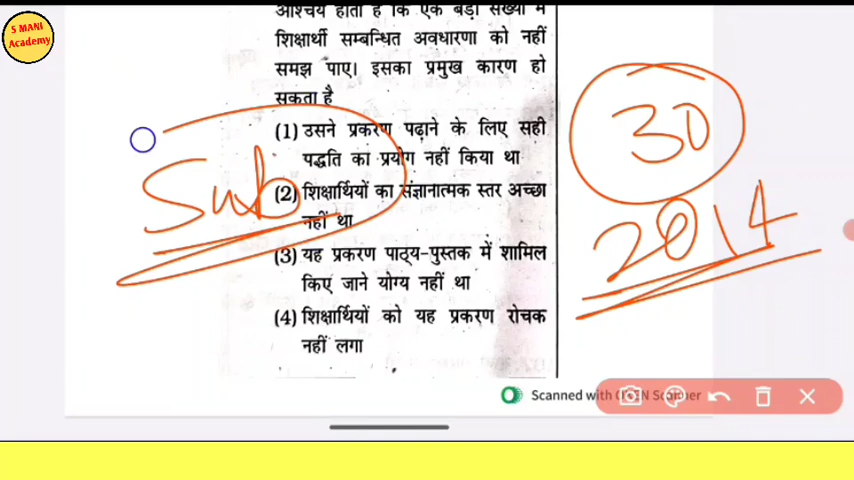 S MANI
Academy
आश्चर्य होता है कि एक बड़ी संख्या में
शिक्षार्थी सम्बन्धित अवधारणा को नहीं
समझ पाए। इसका प्रमुख कारण हो
सकता है
(1) उसने प्रकरण पढ़ाने के लिए सही
पद्धति का प्रयोग नहीं किया था
(2) शिक्षार्थियों का संज्ञानात्मक स्तर अच्छा
नहीं था
(3) यह प्रकरण पाठ्य-पुस्तक में शामिल
किए जाने योग्य नहीं था
(4) शिक्षार्थियों को यह प्रकरण रोचक
नहीं लगा
Sub
30
2014
Scanned with OKEN Scanner